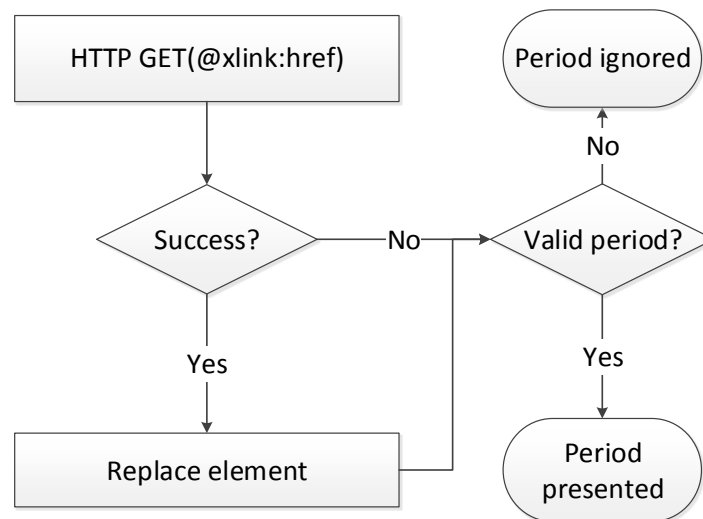 HTTP GET(@xlink:href)
Period ignored
No
Success?
No
Valid period?
Yes
Yes
Replace element
Period
presented